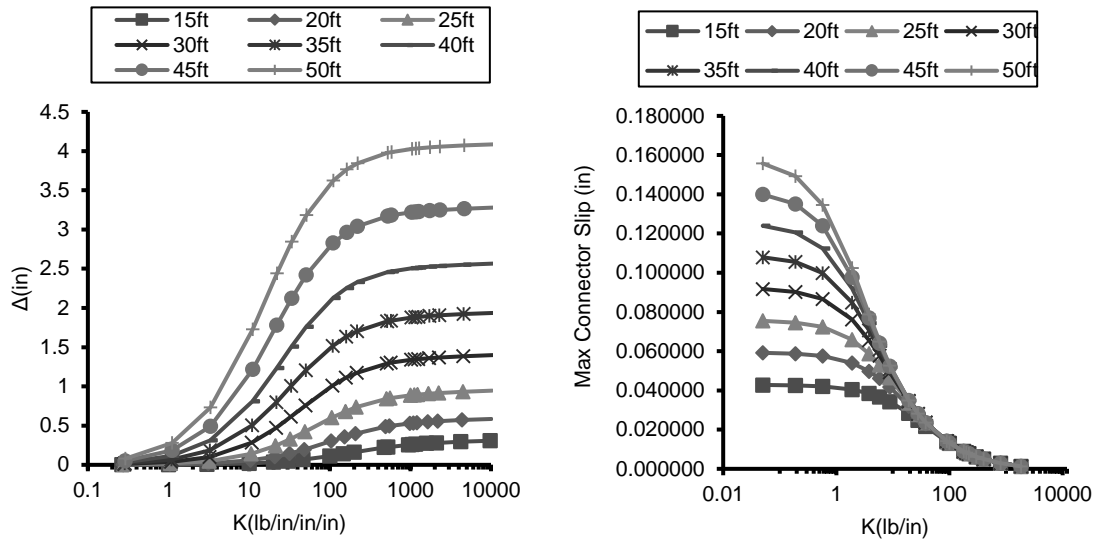 15ft 20ft 25ft
30ft 35ft 40ft
45ft 50ft
4.5
4
3.5
3
2.5
2
1.5
1
0.5
0
Δ(in)
0.1 1 10 100 1000 10000
K(lb/in/in/in)
15ft 20ft 25ft 30ft
35ft 40ft 45ft 50ft
0.180000
0.160000
0.140000
0.120000
0.100000
0.080000
0.060000
0.040000
0.020000
0.000000
Max Connector Slip (in)
0.01 1 100 10000
K(lb/in)